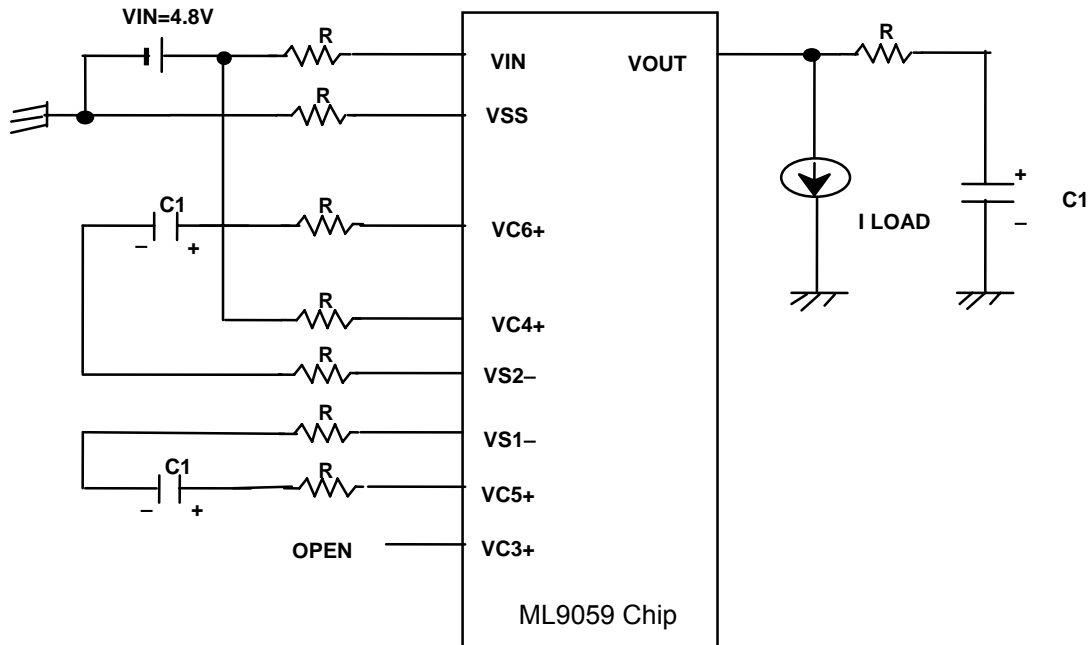 VIN=4.8V
R
VIN
VOUT
R
R
VSS
C1
– +
R
VC6+
I LOAD
+
–
C1
R
VC4+
R
VS2–
R
VS1–
C1
– +
R
VC5+
OPEN
VC3+
ML9059 Chip